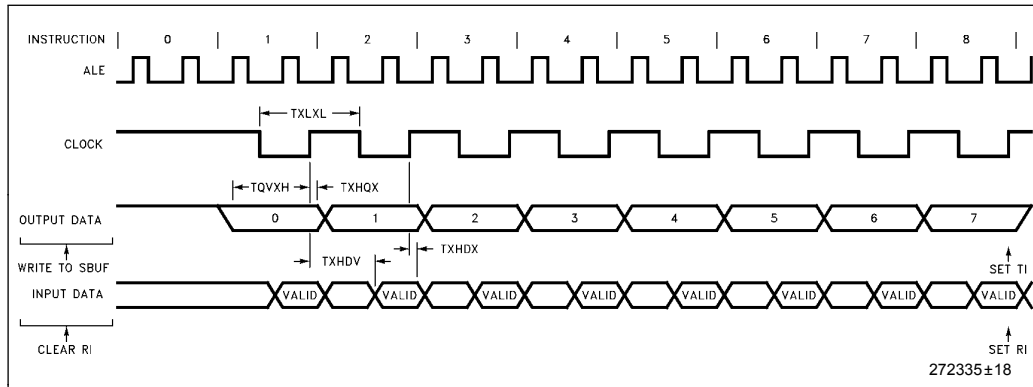 INSTRUCTION | 0 | 1 | 2 | 3 | 4 | 5 | 6 | 7 | 8 |
ALE
TXLXL
CLOCK
TQVXH TXHQX
OUTPUT DATA 0 1 2 3 4 5 6 7
TXHDV TXHDX
WRITE TO SBUF SET TI
INPUT DATA VALID VALID VALID VALID VALID VALID VALID VALID
CLEAR RI SET RI
272335±18